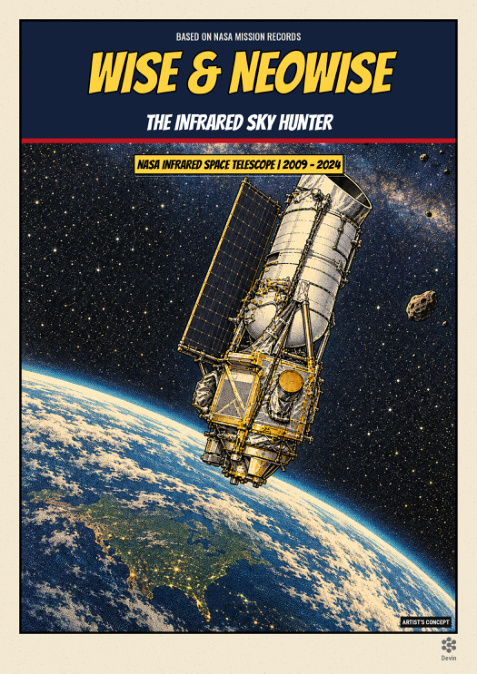 BASED ON NASA MISSION RECORDS
WISE & NEOWISE
THE INFRARED SKY HUNTER
NASA INFRARED SPACE TELESCOPE | 2009 - 2024
ARTIST'S CONCEPT
Devin